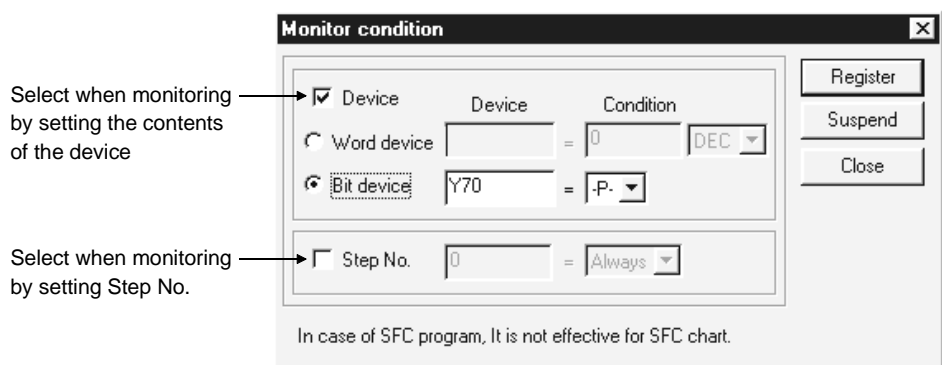 Monitor condition
Select when monitoring
by setting the contents
of the device
Device Device Condition
Word device = 0 DEC
Bit device Y70 = -P-
Select when monitoring
by setting Step No.
Step No. 0 = Always
In case of SFC program, It is not effective for SFC chart.
Register
Suspend
Close